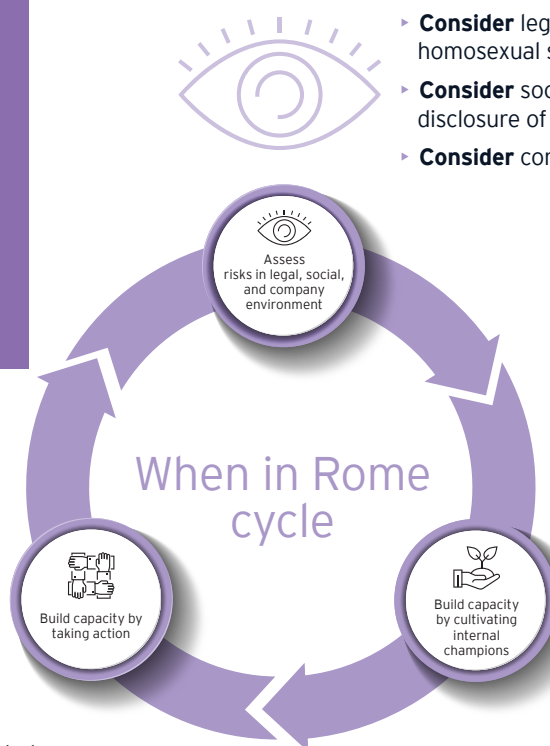 ▸ Consider leg
homosexual s
▸ Consider soc
disclosure of
▸ Consider con
Assess
risks in legal, social,
and company
environment
When in Rome
cycle
Build capacity by
taking action
Build capacity
by cultivating
internal
champions